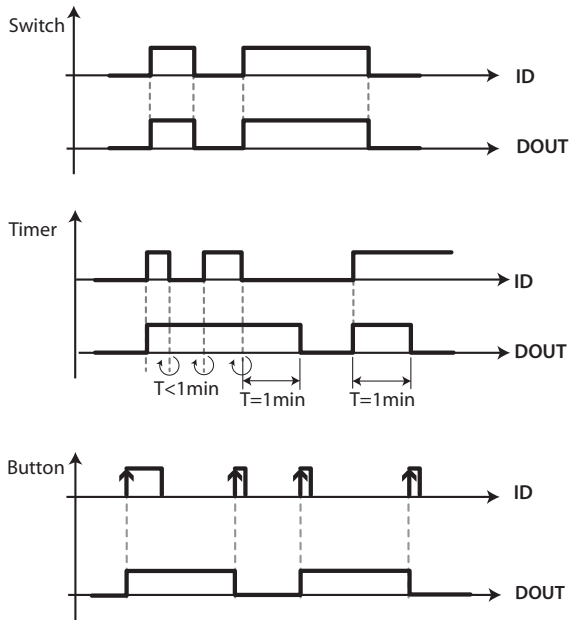 Switch
ID
DOUT
Timer
ID
DOUT
T<1min
T=1min
T=1min
Button
ID
DOUT